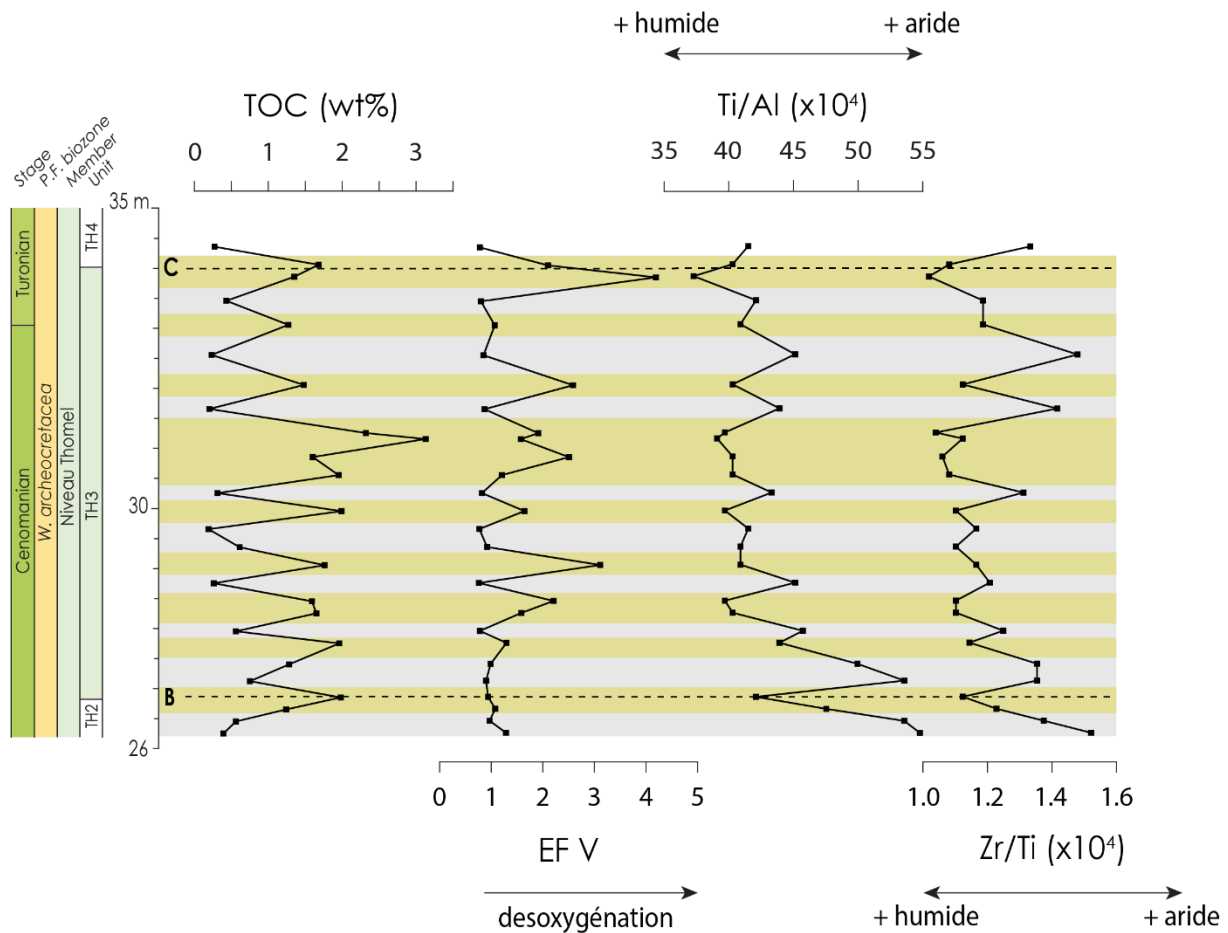 + humide + aride
TOC (wt%) Ti/Al (x10⁴)
0 1 2 3 35 40 45 50 55
Stage
P.F. biozone
Member
Unit
35 m
Turonian
Cenomanian
W. archeocretacea
Niveau Thomel
TH4
TH3
TH2
C
30
B
26
0 1 2 3 4 5 1.0 1.2 1.4 1.6
EF V Zr/Ti (x10⁴)
desoxygénation + humide + aride